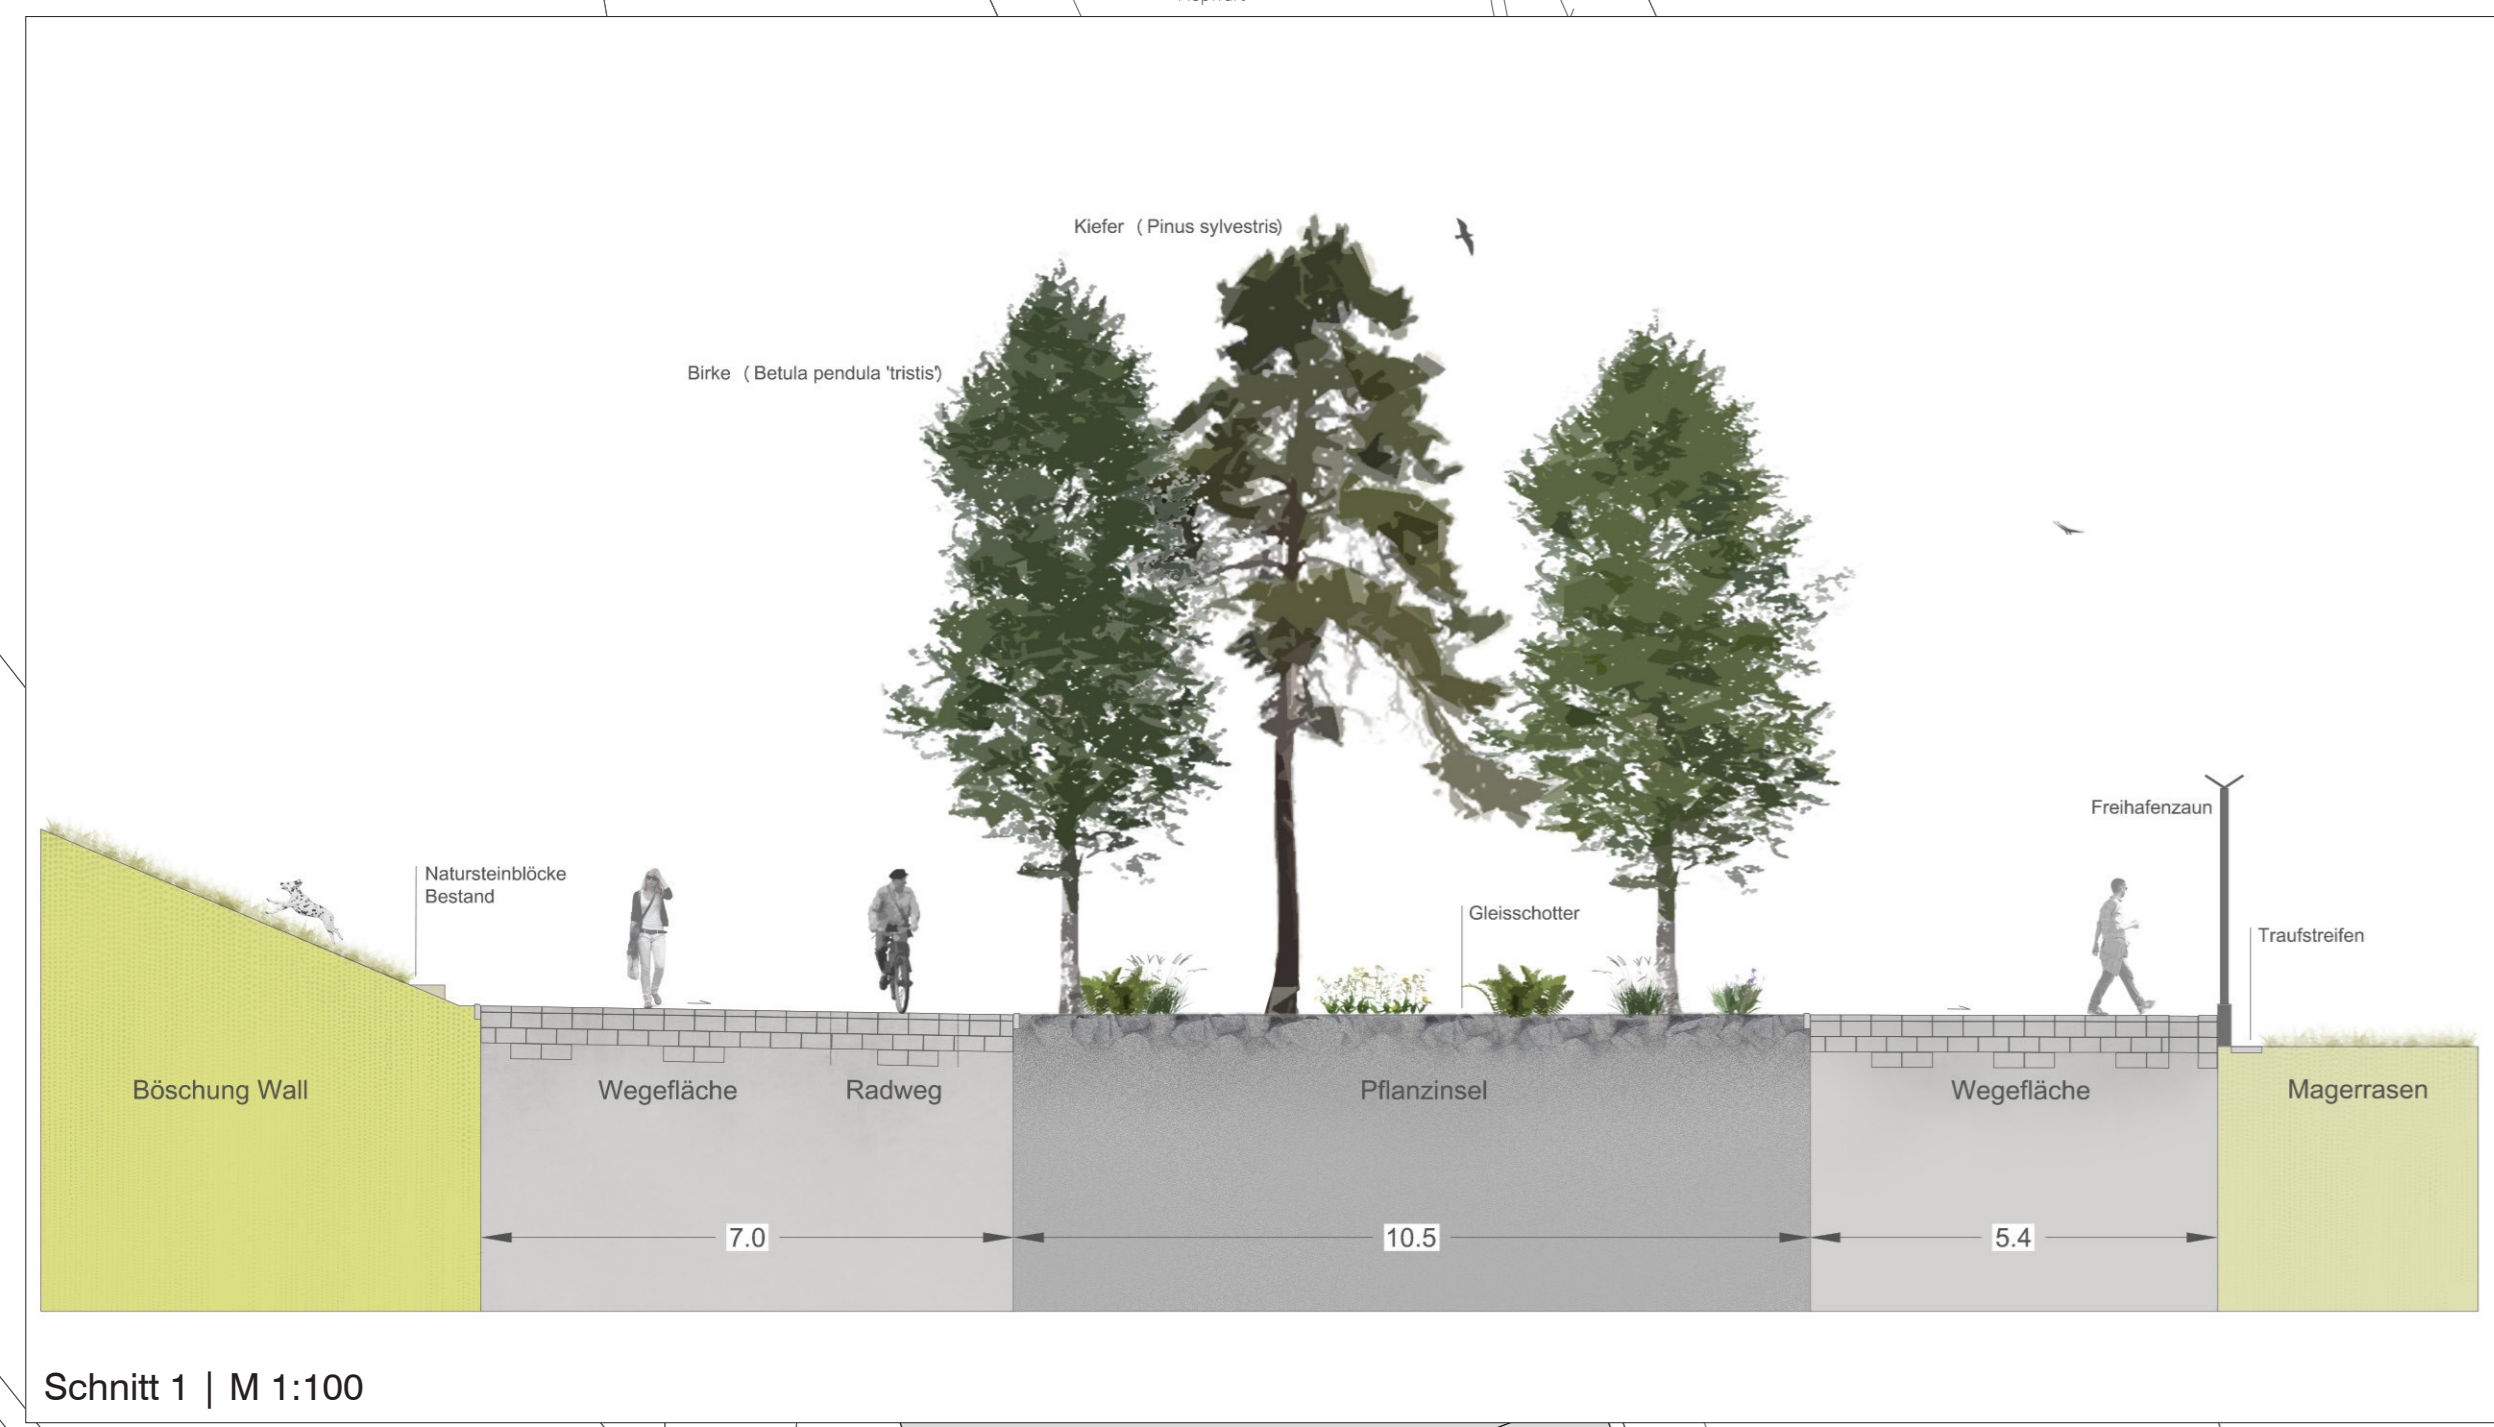 Kiefer ( Pinus sylvestris)
Birke ( Betula pendula 'tristis')
Freihafenzaun
Natursteinblöcke
Bestand
Gleisschotter
Traufstreifen
Böschung Wall
Wegefläche
Radweg
Pflanzinsel
Wegefläche
Magerrasen
7.0
10.5
5.4
Schnitt 1 | M 1:100